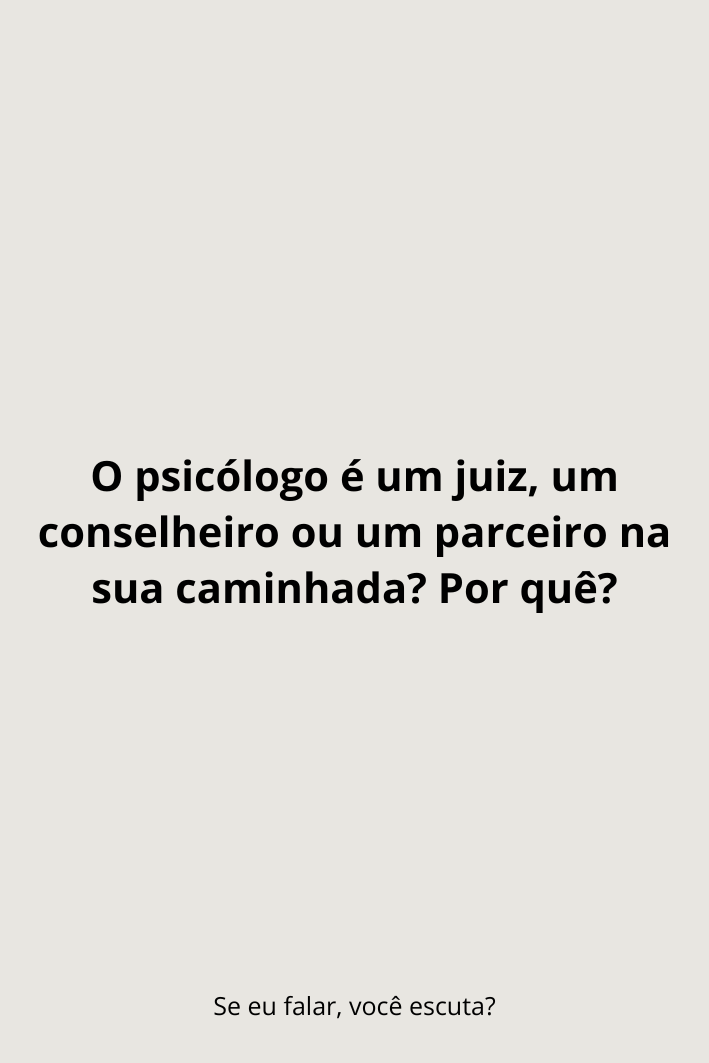 O psicólogo é um juiz, um
conselheiro ou um parceiro na
sua caminhada? Por quê?
Se eu falar, você escuta?